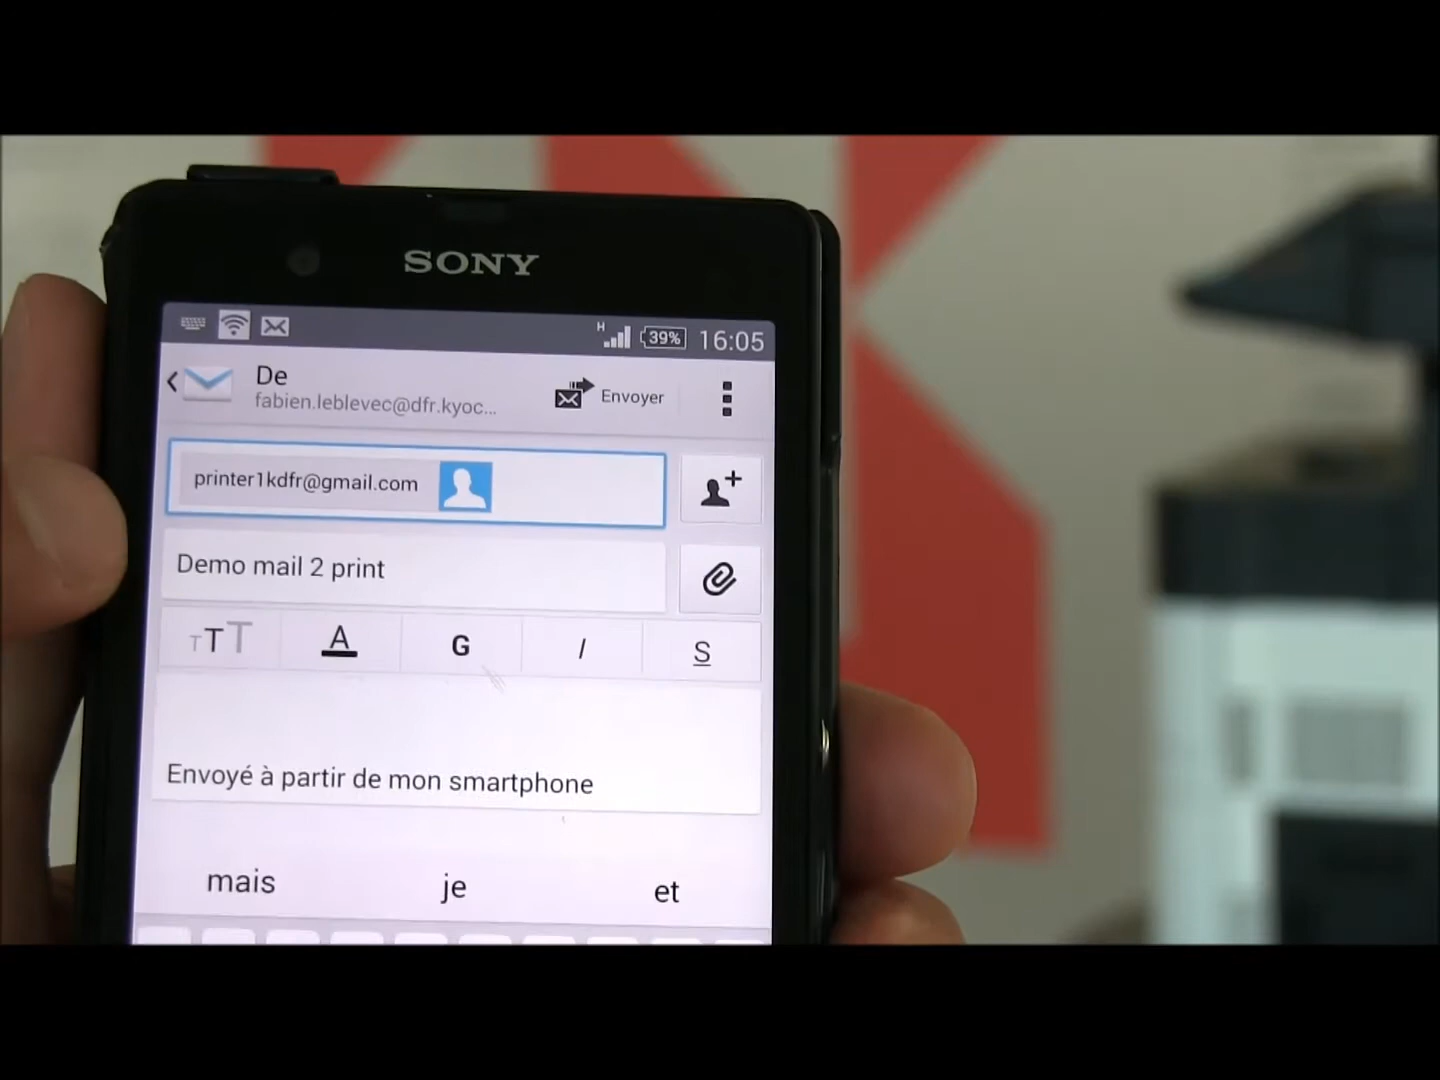 SONY
H 39% 16:05
De
fabien.leblevec@dfr.kyoc...
Envoyer
printer1kdfr@gmail.com
Demo mail 2 print
TTT A G I S
Envoyé à partir de mon smartphone
mais je et